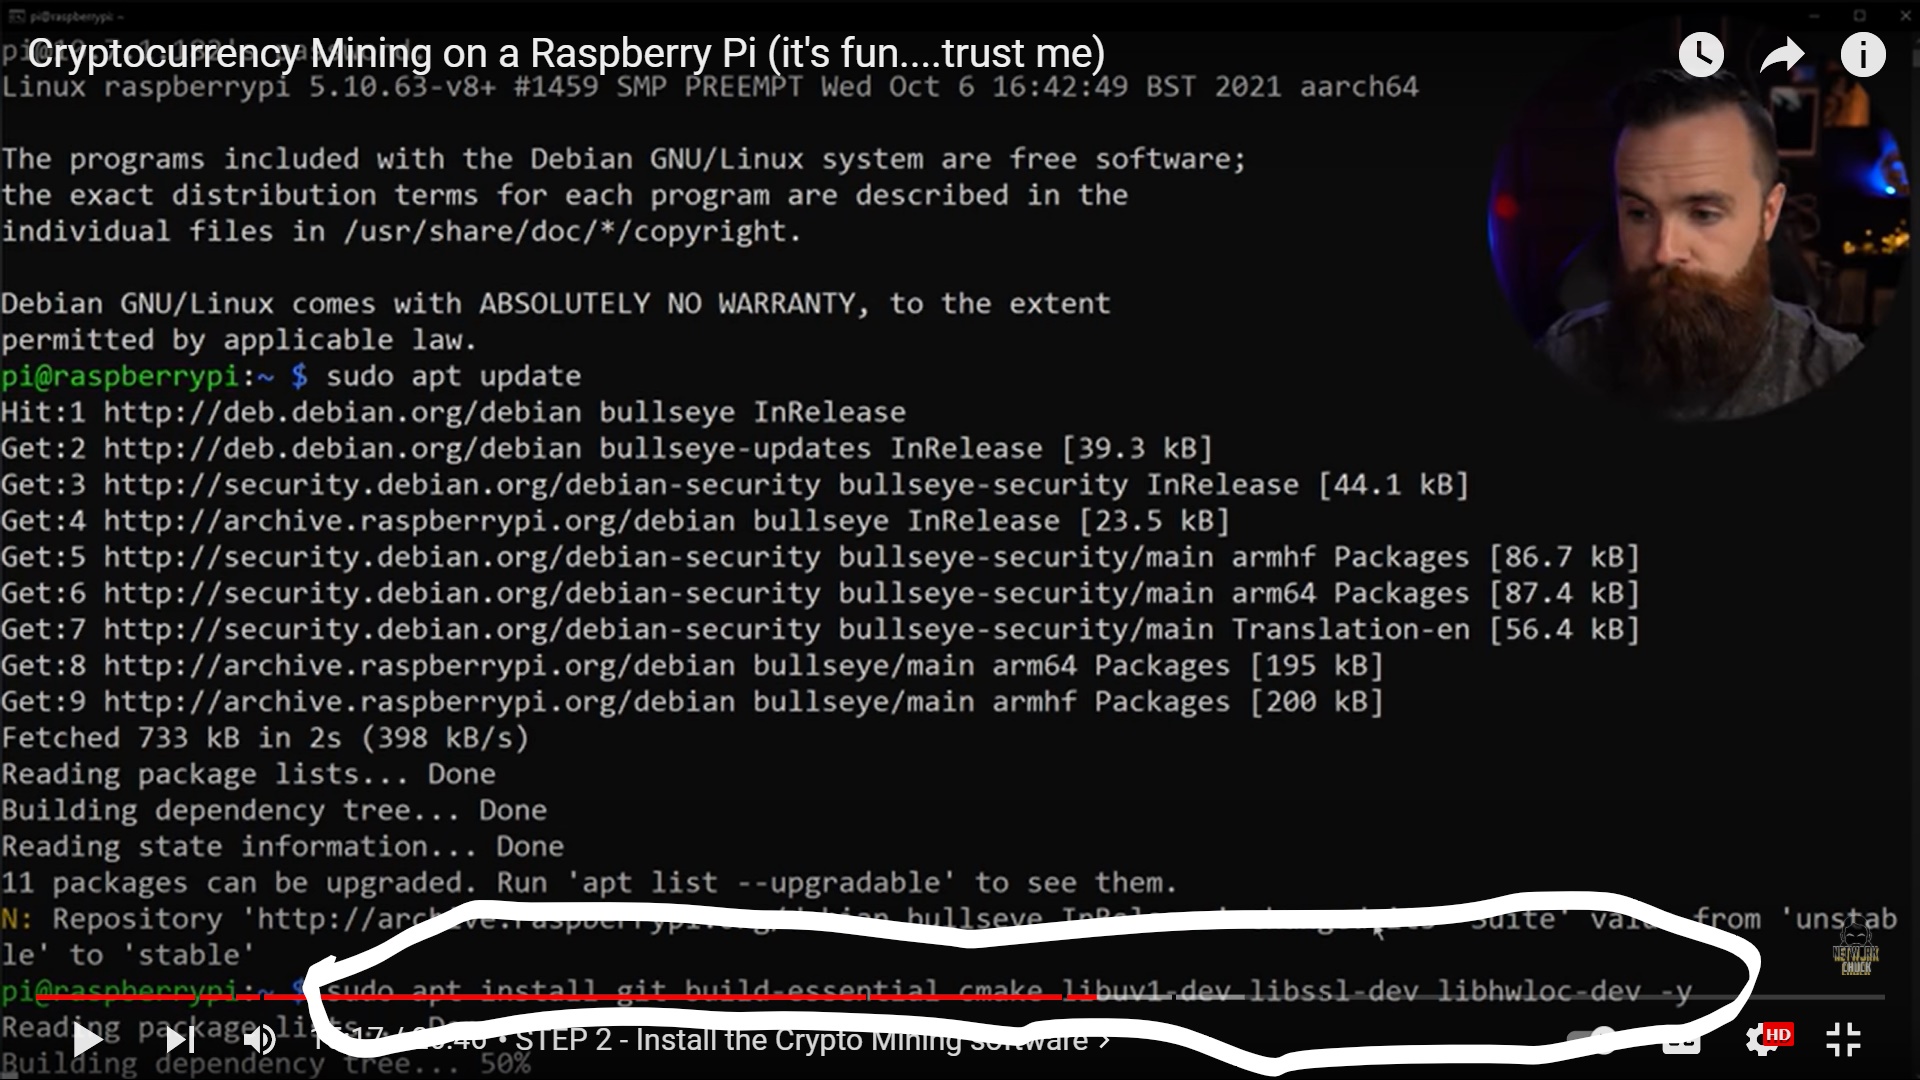 pi@raspberrypi: ~
Cryptocurrency Mining on a Raspberry Pi (it's fun....trust me)
Linux raspberrypi 5.10.63-v8+ #1459 SMP PREEMPT Wed Oct 6 16:42:49 BST 2021 aarch64
The programs included with the Debian GNU/Linux system are free software;
the exact distribution terms for each program are described in the
individual files in /usr/share/doc/*/copyright.
Debian GNU/Linux comes with ABSOLUTELY NO WARRANTY, to the extent
permitted by applicable law.
pi@raspberrypi:~ $ sudo apt update
Hit:1 http://deb.debian.org/debian bullseye InRelease
Get:2 http://deb.debian.org/debian bullseye-updates InRelease [39.3 kB]
Get:3 http://security.debian.org/debian-security bullseye-security InRelease [44.1 kB]
Get:4 http://archive.raspberrypi.org/debian bullseye InRelease [23.5 kB]
Get:5 http://security.debian.org/debian-security bullseye-security/main armhf Packages [86.7 kB]
Get:6 http://security.debian.org/debian-security bullseye-security/main arm64 Packages [87.4 kB]
Get:7 http://security.debian.org/debian-security bullseye-security/main Translation-en [56.4 kB]
Get:8 http://archive.raspberrypi.org/debian bullseye/main arm64 Packages [195 kB]
Get:9 http://archive.raspberrypi.org/debian bullseye/main armhf Packages [200 kB]
Fetched 733 kB in 2s (398 kB/s)
Reading package lists... Done
Building dependency tree... Done
Reading state information... Done
11 packages can be upgraded. Run 'apt list --upgradable' to see them.
N: Repository 'http://archive.raspberrypi.org/debian bullseye InRelease' 'Suite' value from 'unstab
le' to 'stable'
NETWORK
CHUCK
pi@raspberrypi:~ $ sudo apt install git build-essential cmake libuv1-dev libssl-dev libhwloc-dev -y
Reading package lists... Done
• STEP 2 - Install the Crypto Mining software ›
HD
Building dependency tree... 50%